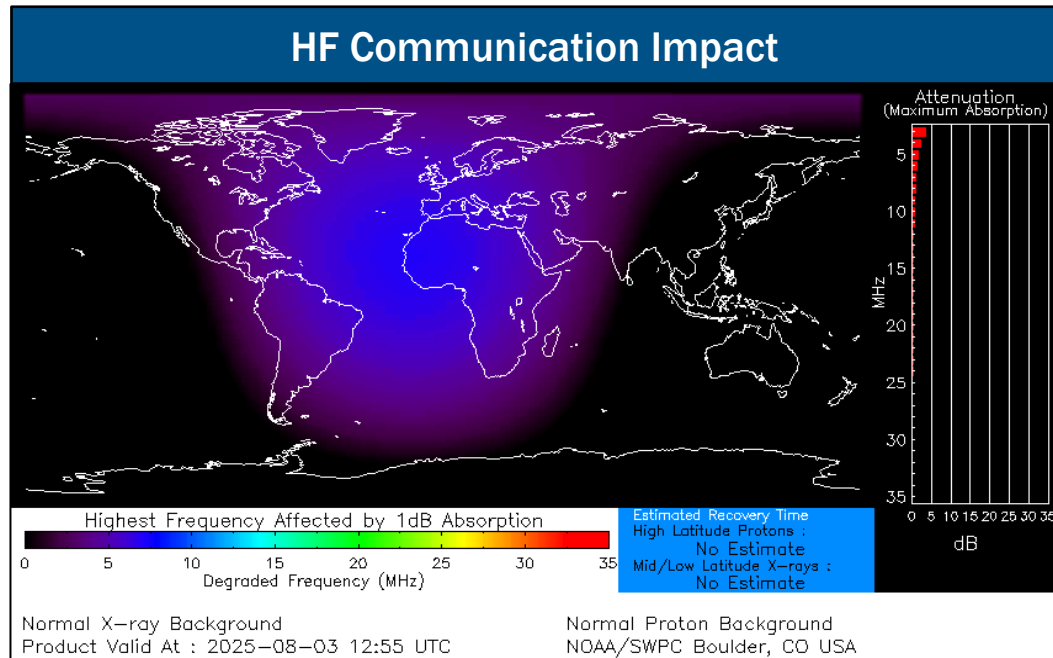 HF Communication Impact
Attenuation
(Maximum Absorption)
5
10
15
20
25
30
35
MHz
0 5 10 15 20 25 30 35
dB
Highest Frequency Affected by 1dB Absorption
0 5 10 15 20 25 30 35
Degraded Frequency (MHz)
Estimated Recovery Time
High Latitude Protons :
No Estimate
Mid/Low Latitude X-rays :
No Estimate
Normal X-ray Background
Product Valid At : 2025-08-03 12:55 UTC
Normal Proton Background
NOAA/SWPC Boulder, CO USA